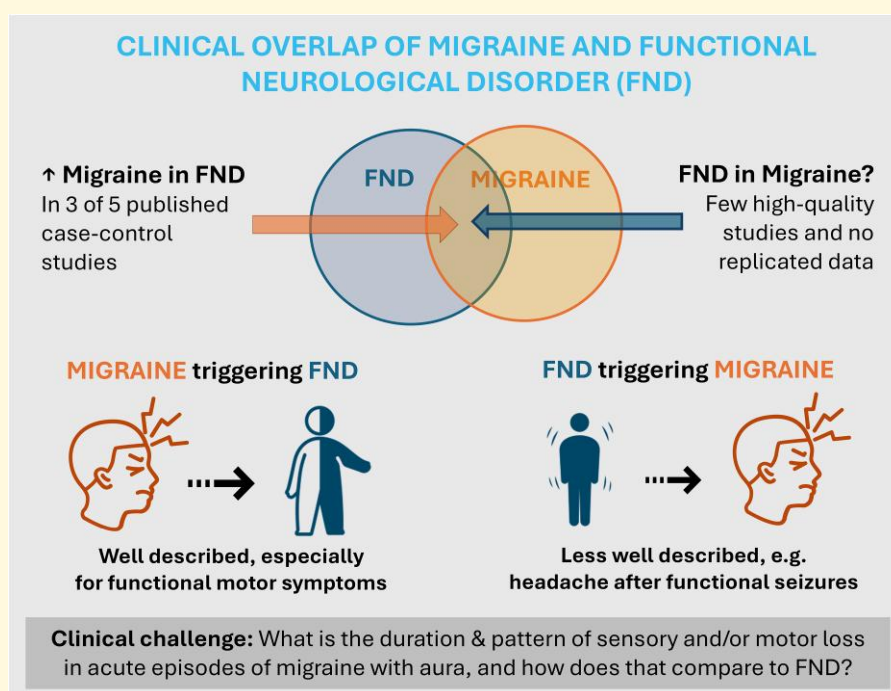 CLINICAL OVERLAP OF MIGRAINE AND FUNCTIONAL
NEUROLOGICAL DISORDER (FND)
↑ Migraine in FND
In 3 of 5 published
case-control
studies
FND
MIGRAINE
FND in Migraine?
Few high-quality
studies and no
replicated data
MIGRAINE triggering FND
Well described, especially
for functional motor symptoms
FND triggering MIGRAINE
Less well described, e.g.
headache after functional seizures
Clinical challenge: What is the duration & pattern of sensory and/or motor loss
in acute episodes of migraine with aura, and how does that compare to FND?